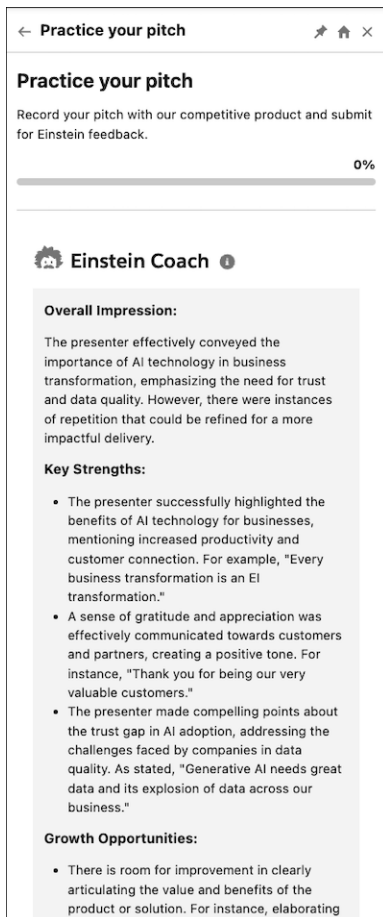 ← Practice your pitch
Practice your pitch
Record your pitch with our competitive product and submit
for Einstein feedback.
0%
Einstein Coach
Overall Impression:
The presenter effectively conveyed the
importance of AI technology in business
transformation, emphasizing the need for trust
and data quality. However, there were instances
of repetition that could be refined for a more
impactful delivery.
Key Strengths:
• The presenter successfully highlighted the
benefits of AI technology for businesses,
mentioning increased productivity and
customer connection. For example, "Every
business transformation is an EI
transformation."
• A sense of gratitude and appreciation was
effectively communicated towards customers
and partners, creating a positive tone. For
instance, "Thank you for being our very
valuable customers."
• The presenter made compelling points about
the trust gap in AI adoption, addressing the
challenges faced by companies in data
quality. As stated, "Generative AI needs great
data and its explosion of data across our
business."
Growth Opportunities:
• There is room for improvement in clearly
articulating the value and benefits of the
product or solution. For instance, elaborating